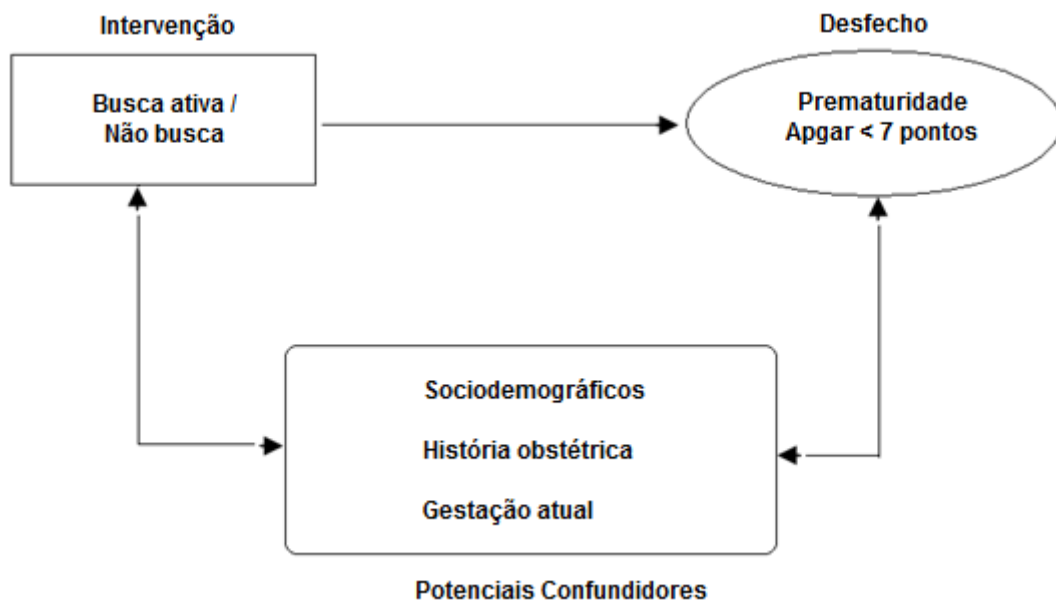 Intervenção
Desfecho
Busca ativa /
Não busca
Prematuridade
Apgar < 7 pontos
Sociodemográficos
História obstétrica
Gestação atual
Potenciais Confundidores